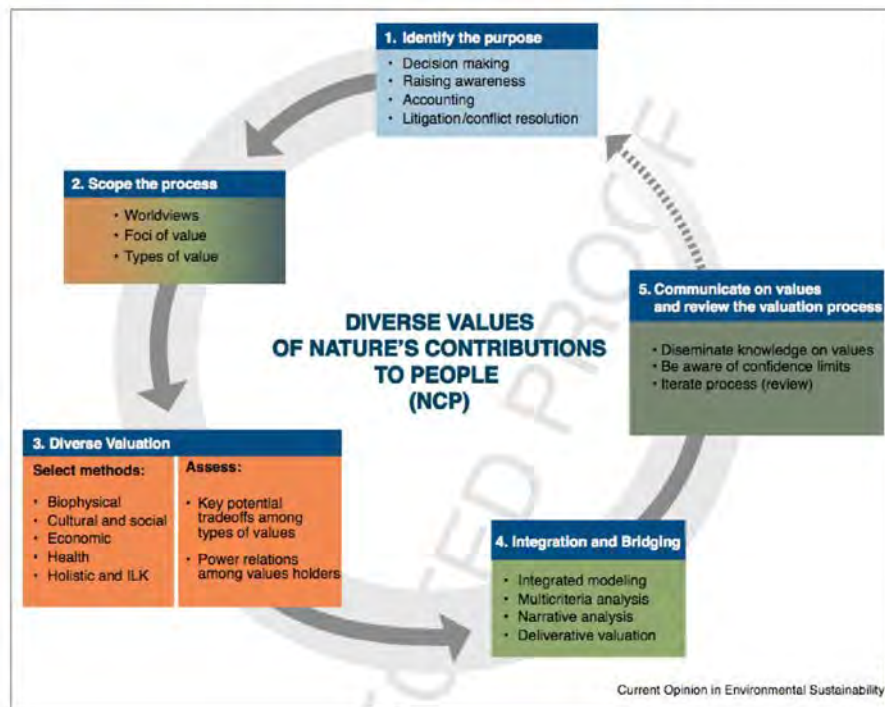 1. Identify the purpose
• Decision making
• Raising awareness
• Accounting
• Litigation/conflict resolution
2. Scope the process
• Worldviews
• Foci of value
• Types of value
DIVERSE VALUES
OF NATURE'S CONTRIBUTIONS
TO PEOPLE
(NCP)
3. Diverse Valuation
Select methods:
• Biophysical
• Cultural and social
• Economic
• Health
• Holistic and ILK
Assess:
• Key potential
tradeoffs among
types of values
• Power relations
among values holders
4. Integration and Bridging
• Integrated modeling
• Multicriteria analysis
• Narrative analysis
• Deliverative valuation
5. Communicate on values
and review the valuation process
• Diseminate knowledge on values
• Be aware of confidence limits
• Iterate process (review)
Current Opinion in Environmental Sustainability